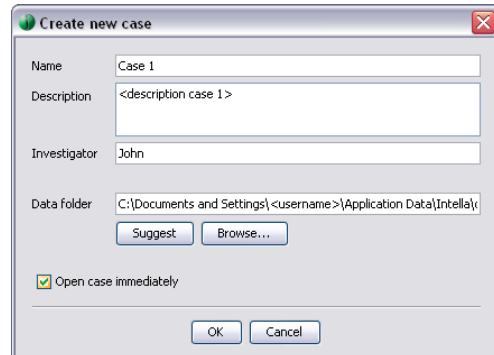 Create new case
Name Case 1
Description <description case 1>
Investigator John
Data folder C:\Documents and Settings\<username>\Application Data\Intella\
Suggest Browse...
Open case immediately
OK Cancel